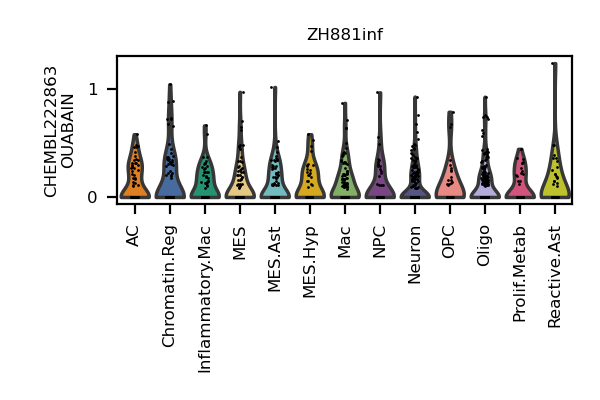 ZH881inf
CHEMBL222863
OUABAIN
1
0
AC
Chromatin.Reg
Inflammatory.Mac
MES
MES.Ast
MES.Hyp
Mac
NPC
Neuron
OPC
Oligo
Prolif.Metab
Reactive.Ast